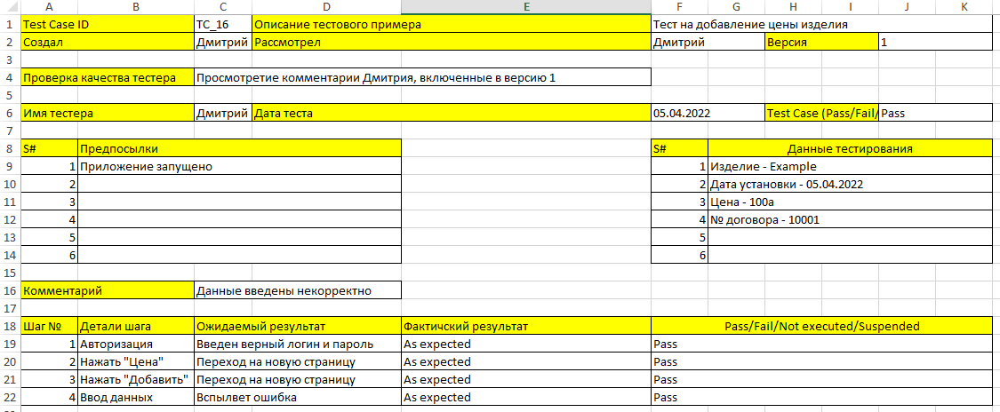 A B C D E F G H I J K
1 Test Case ID TC_16 Описание тестового примера Тест на добавление цены изделия
2 Создал Дмитрий Рассмотрел Дмитрий Версия 1
3
4 Проверка качества тестера Просмотретие комментарии Дмитрия, включенные в версию 1
5
6 Имя тестера Дмитрий Дата теста 05.04.2022 Test Case (Pass/Fail/ Pass
7
8 S# Предпосылки S# Данные тестирования
9 1 Приложение запущено 1 Изделие - Example
10 2 2 Дата установки - 05.04.2022
11 3 3 Цена - 100a
12 4 4 № договора - 10001
13 5 5
14 6 6
15
16 Комментарий Данные введены некорректно
17
18 Шаг № Детали шага Ожидаемый результат Фактичский результат Pass/Fail/Not executed/Suspended
19 1 Авторизация Введен верный логин и пароль As expected Pass
20 2 Нажать "Цена" Переход на новую страницу As expected Pass
21 3 Нажать "Добавить" Переход на новую страницу As expected Pass
22 4 Ввод данных Вспылвет ошибка As expected Pass